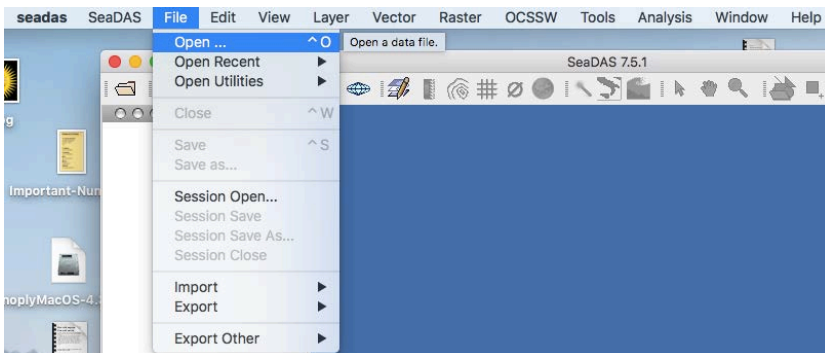 seadas SeaDAS File Edit View Layer Vector Raster OCSSW Tools Analysis Window Help
Open ... ^O Open a data file.
Open Recent
SeaDAS 7.5.1
Open Utilities
Close ^W
Save ^S
Save as...
Important-Num
Session Open...
Session Save
Session Save As...
Session Close
Import
noplyMacOS-4.
Export
Export Other